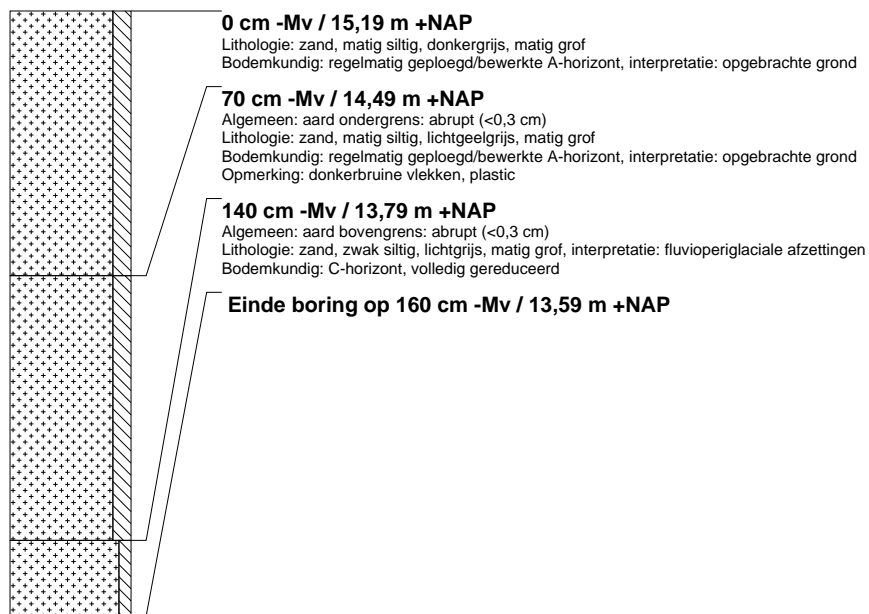 0 cm -Mv / 15,19 m +NAP
Lithologie: zand, matig siltig, donkergrijs, matig grof
Bodemkundig: regelmatig geploegd/bewerkte A-horizont, interpretatie: opgebrachte grond
70 cm -Mv / 14,49 m +NAP
Algemeen: aard ondergrens: abrupt (<0,3 cm)
Lithologie: zand, matig siltig, lichtgeelgrijs, matig grof
Bodemkundig: regelmatig geploegd/bewerkte A-horizont, interpretatie: opgebrachte grond
Opmerking: donkerbruine vlekken, plastic
140 cm -Mv / 13,79 m +NAP
Algemeen: aard bovengrens: abrupt (<0,3 cm)
Lithologie: zand, zwak siltig, lichtgrijs, matig grof, interpretatie: fluvioperiglaciale afzettingen
Bodemkundig: C-horizont, volledig gereduceerd
Einde boring op 160 cm -Mv / 13,59 m +NAP